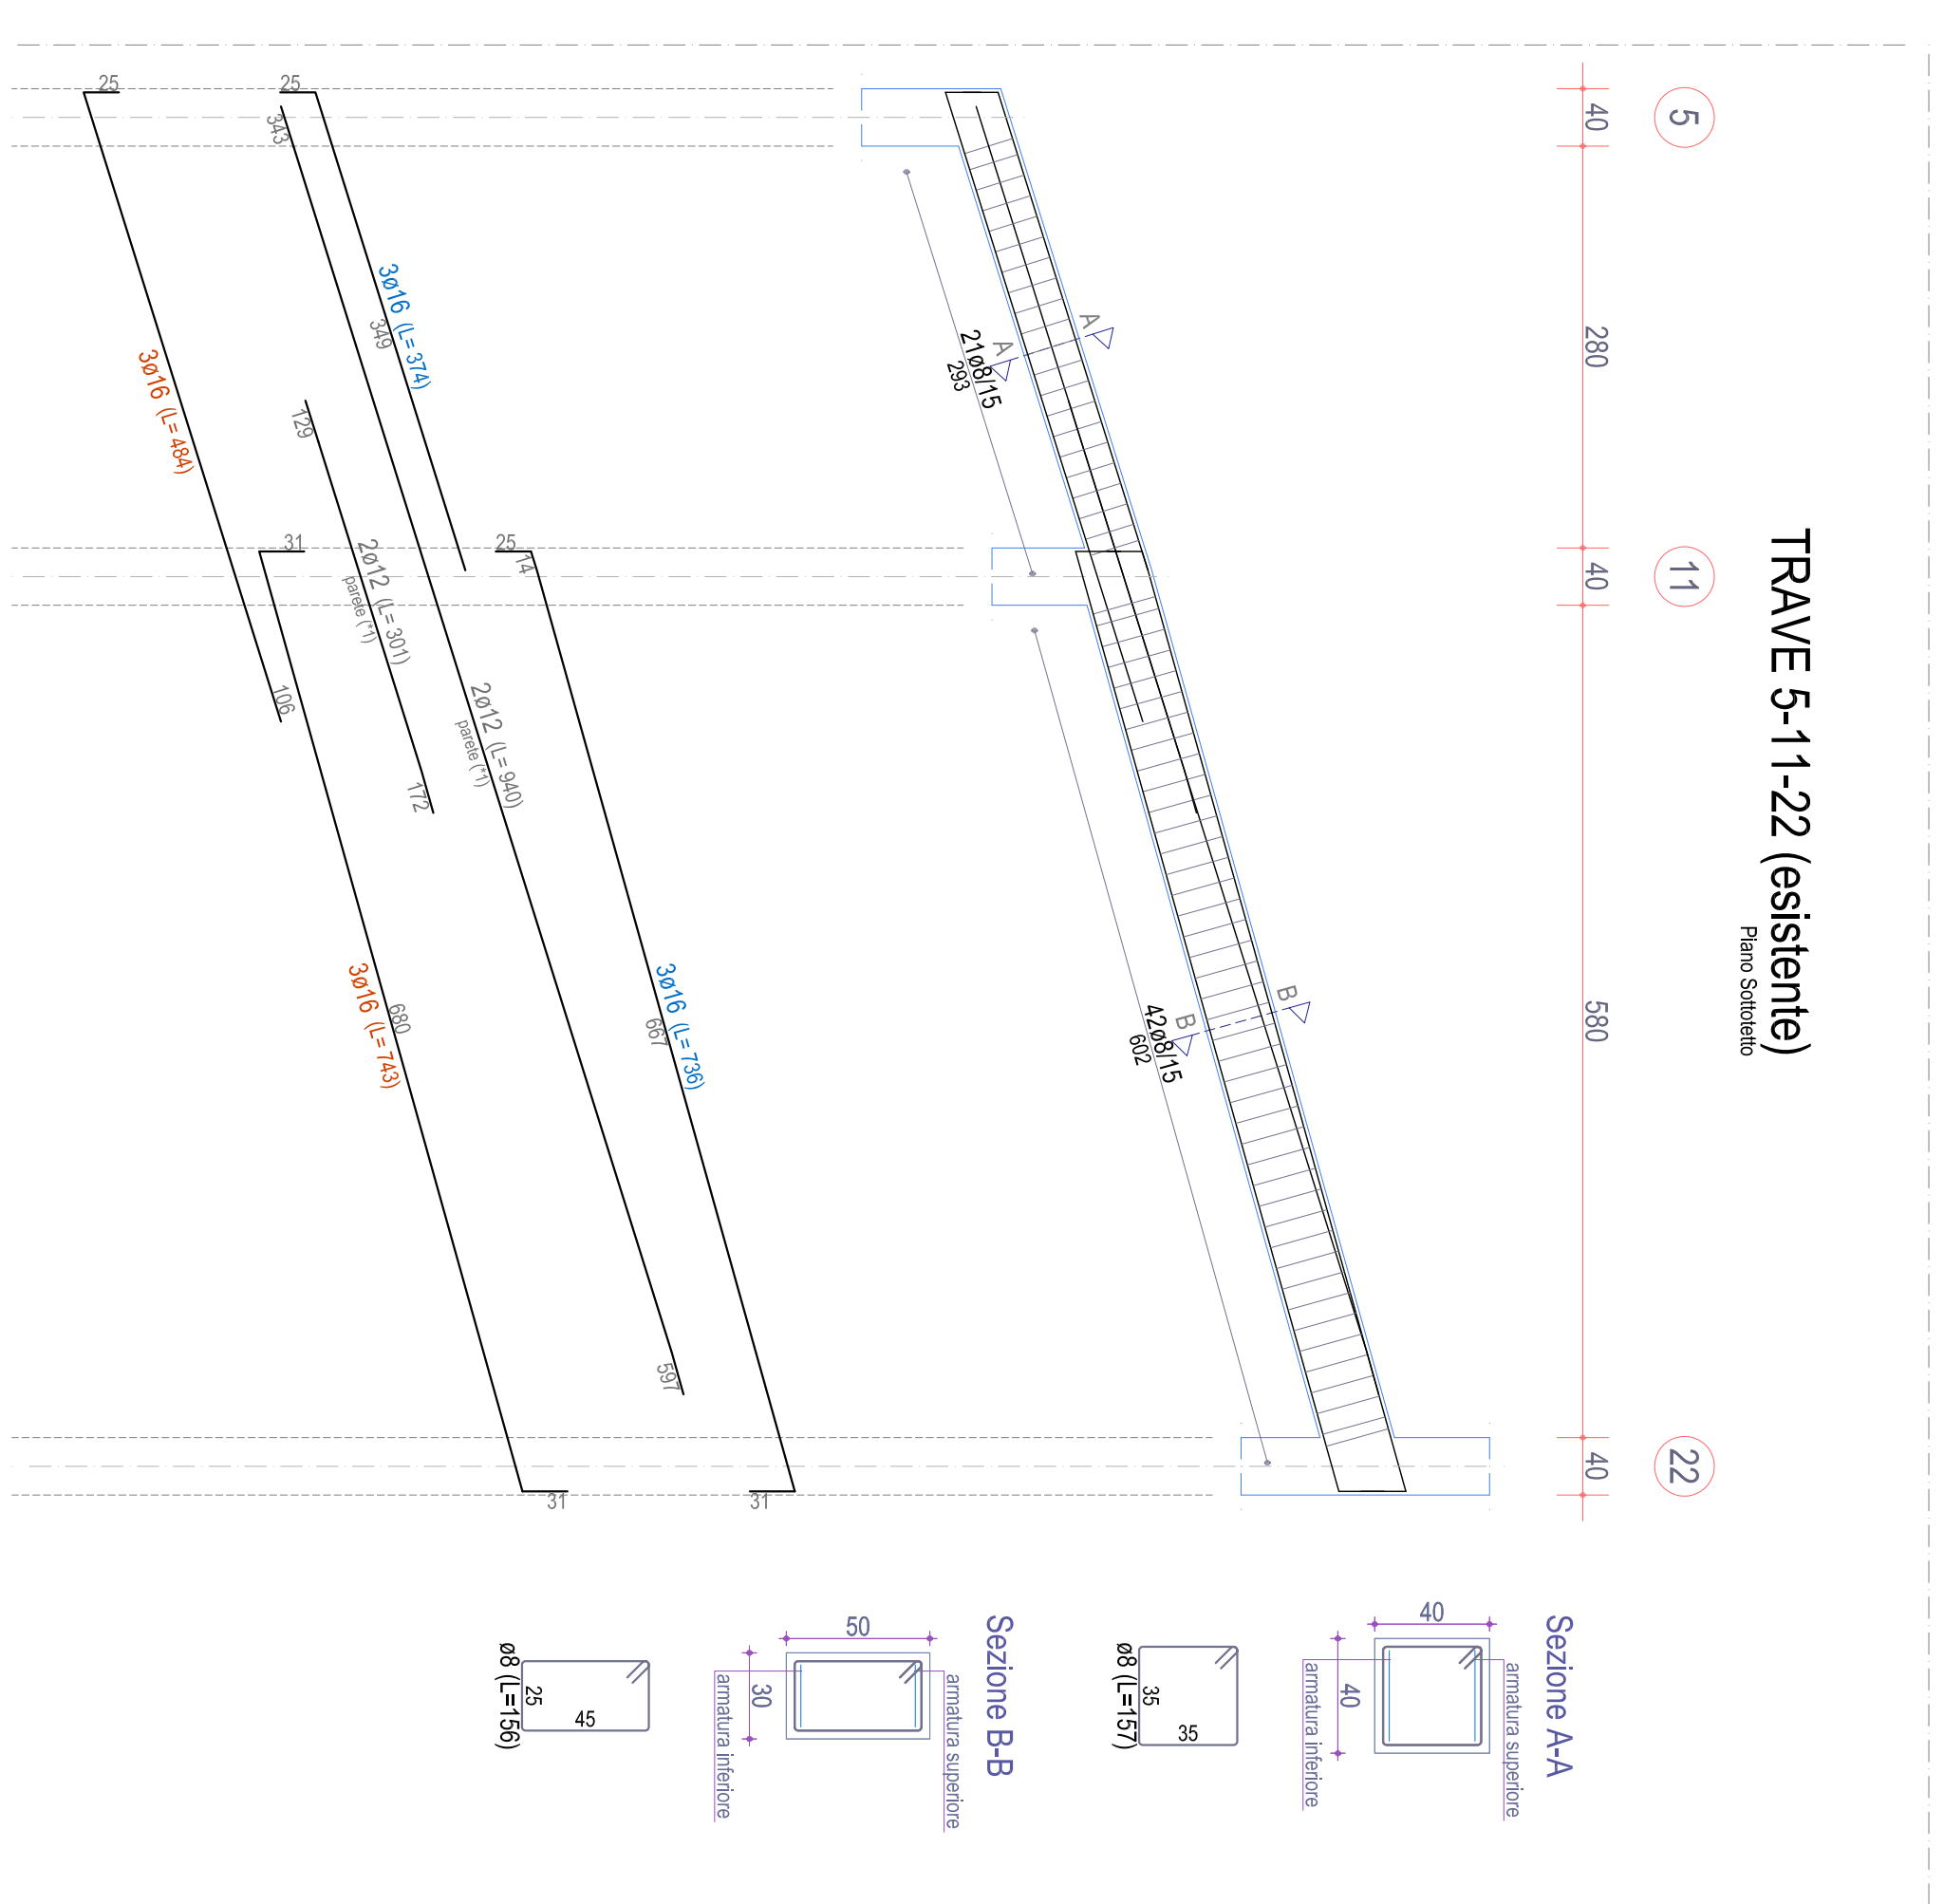 TRAVE 5-11-22 (esistente)
Piano Sottotetto
5
11
22
40
280
40
580
40
A
A
21ø8/15
293
B
B
42ø8/15
602
25
14
3ø16 (L=736)
667
31
25
3ø16 (L=374)
349
343
2ø12 (L=940)
parete (*1)
597
129
2ø12 (L=301)
parete (*1)
172
31
3ø16 (L=743)
680
31
25
3ø16 (L=484)
106
Sezione A-A
armatura superiore
40
40
armatura inferiore
35
35
ø8 (L=157)
Sezione B-B
armatura superiore
50
30
armatura inferiore
25
45
ø8 (L=156)